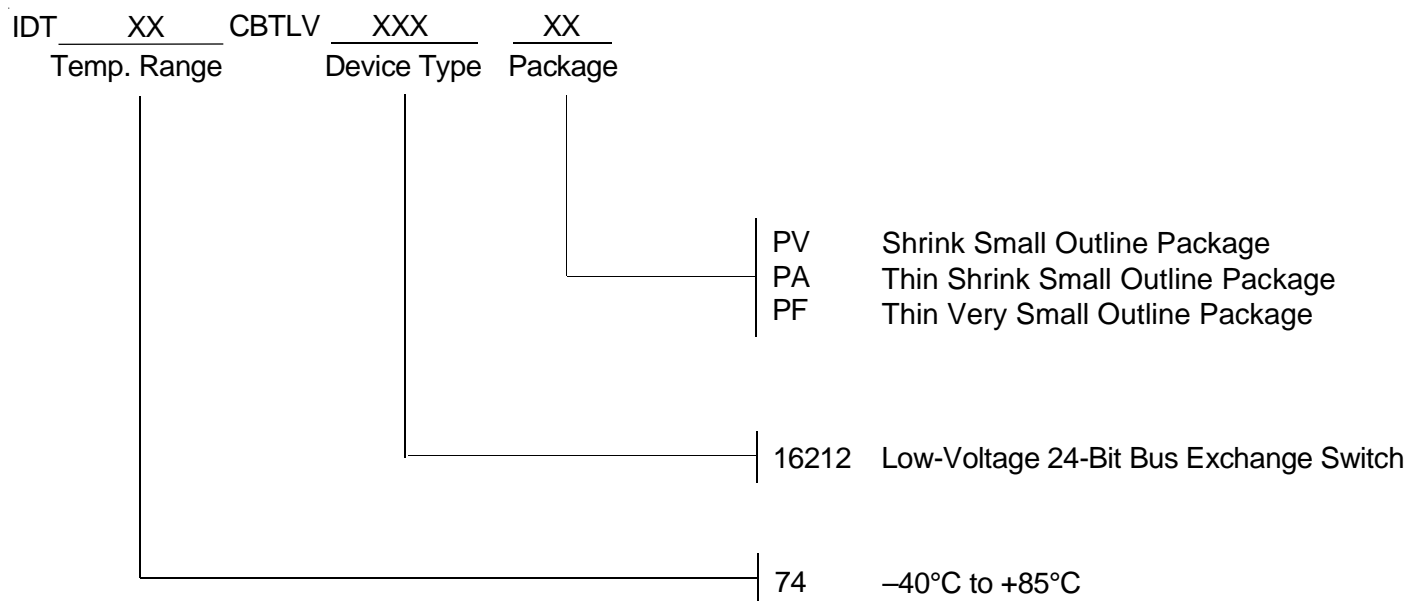 IDT XX CBTLV XXX XX
Temp. Range Device Type Package
PV Shrink Small Outline Package
PA Thin Shrink Small Outline Package
PF Thin Very Small Outline Package
16212 Low-Voltage 24-Bit Bus Exchange Switch
74 –40°C to +85°C